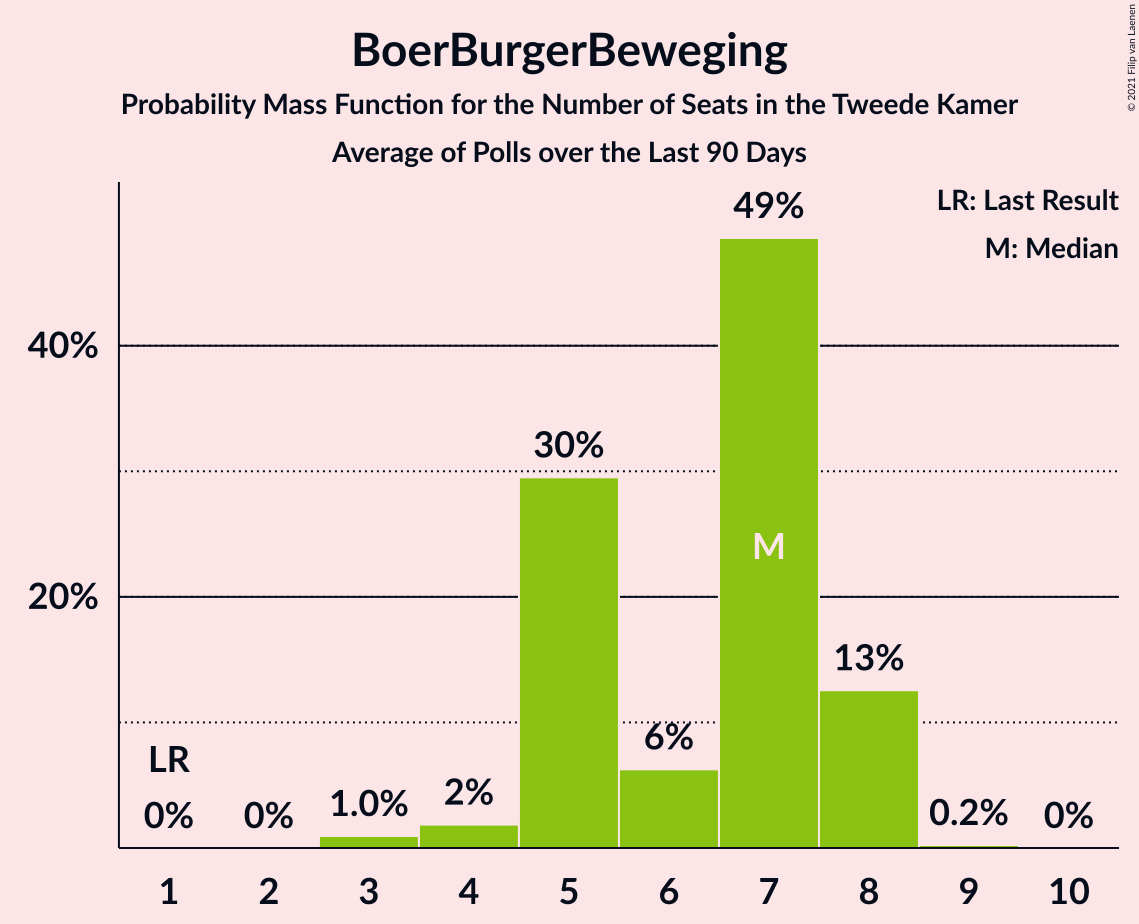 BoerBurgerBeweging
Probability Mass Function for the Number of Seats in the Tweede Kamer
Average of Polls over the Last 90 Days
© 2021 Filip van Laenen
LR: Last Result
M: Median
49%
40%
30%
M
20%
13%
6%
LR
0%
0%
1.0%
2%
0.2%
0%
1 2 3 4 5 6 7 8 9 10